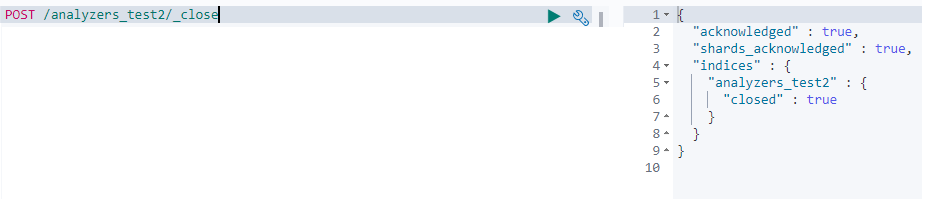 POST /analyzers_test2/_close
1 {
2 "acknowledged" : true,
3 "shards_acknowledged" : true,
4 "indices" : {
5 "analyzers_test2" : {
6 "closed" : true
7 }
8 }
9 }
10